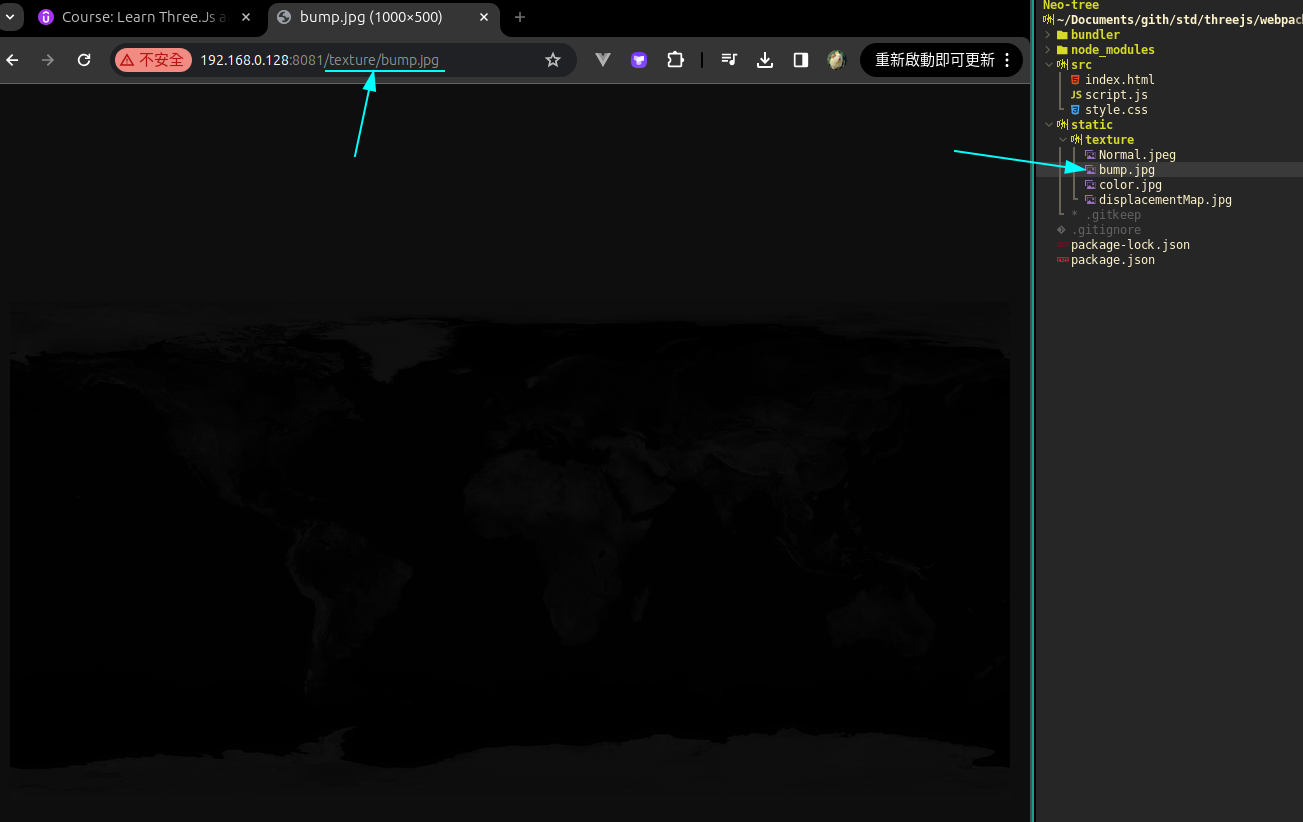 Course: Learn Three.Js a
bump.jpg (1000×500)
不安全
192.168.0.128:8081/texture/bump.jpg
重新啟動即可更新
Neo-tree
~/Documents/gith/std/threejs/webpac
bundler
node_modules
src
index.html
JS script.js
style.css
static
texture
Normal.jpeg
bump.jpg
color.jpg
displacementMap.jpg
* .gitkeep
.gitignore
package-lock.json
package.json